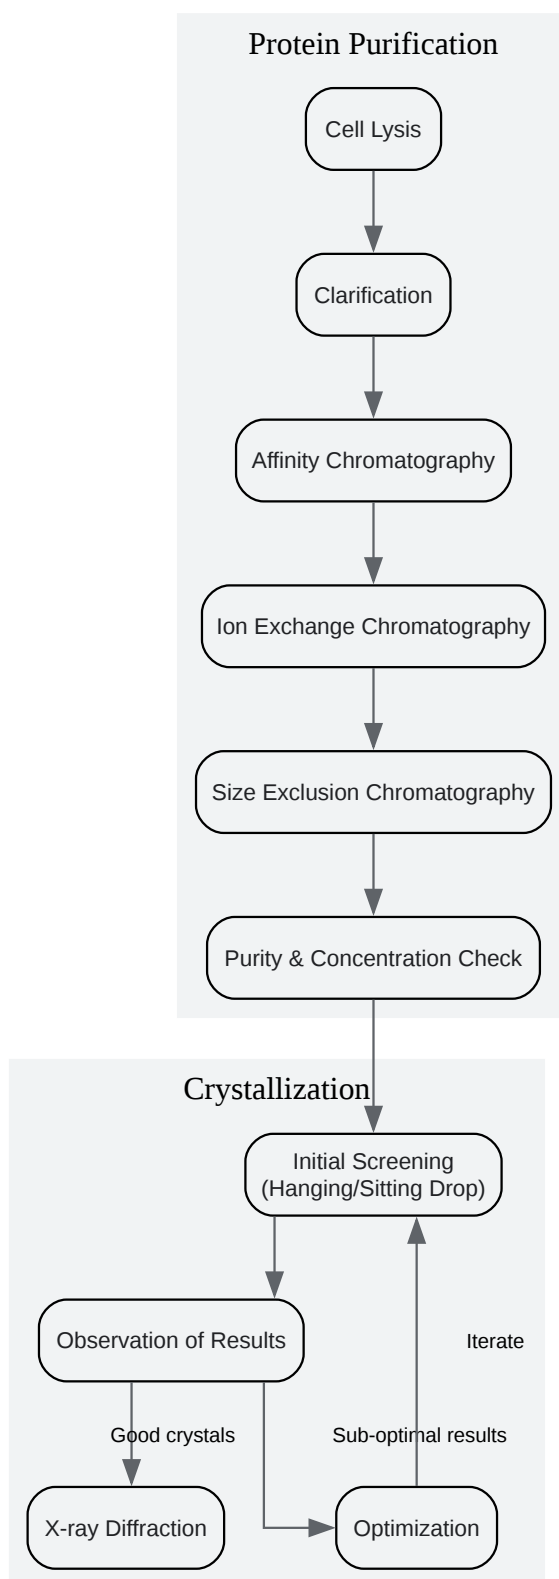 Protein Purification
Cell Lysis
Clarification
Affinity Chromatography
Ion Exchange Chromatography
Size Exclusion Chromatography
Purity & Concentration Check
Crystallization
Initial Screening
(Hanging/Sitting Drop)
Observation of Results
Iterate
Good crystals
Sub-optimal results
X-ray Diffraction
Optimization